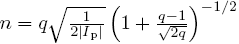 n = q\sqrt{\frac{1}{2|I_{\mathrm{p}}|}} \left(1 + \frac{q-1}{\sqrt{2q}}\right)^{-1/2}